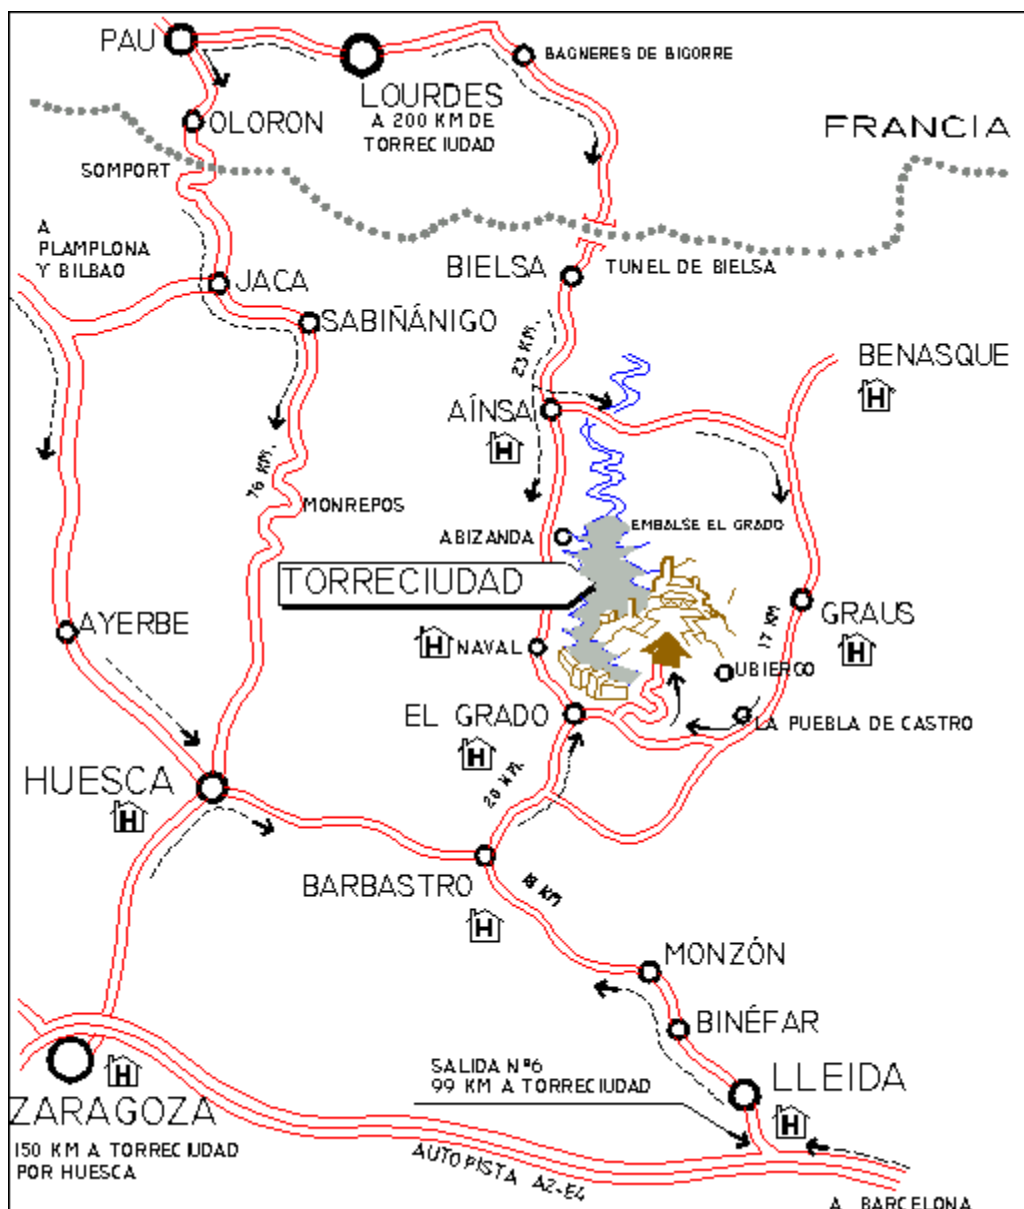 PAU
BAGNERES DE BIGORRE
LOURDES
A 200 KM DE
TORRECIUDAD
OLORON
FRANCIA
SOMPORT
A
PLAMPLONA
Y BILBAO
BIELSA
TUNEL DE BIELSA
JACA
SABIÑÁNIGO
23 KM.
BENASQUE
H
AÍNSA
H
76 KM.
MONREPOS
EMBALSE EL GRADO
ABIZANDA
TORRECIUDAD
AYERBE
GRAUS
H
17 KM
H
NAVAL
UBIERGO
EL GRADO
LA PUEBLA DE CASTRO
H
HUESCA
H
20 KM.
BARBASTRO
H
18 KM
MONZÓN
BINÉFAR
SALIDA Nº6
99 KM A TORRECIUDAD
LLEIDA
H
H
ZARAGOZA
150 KM A TORRECIUDAD
POR HUESCA
AUTOPISTA A2-E4
A BARCELONA